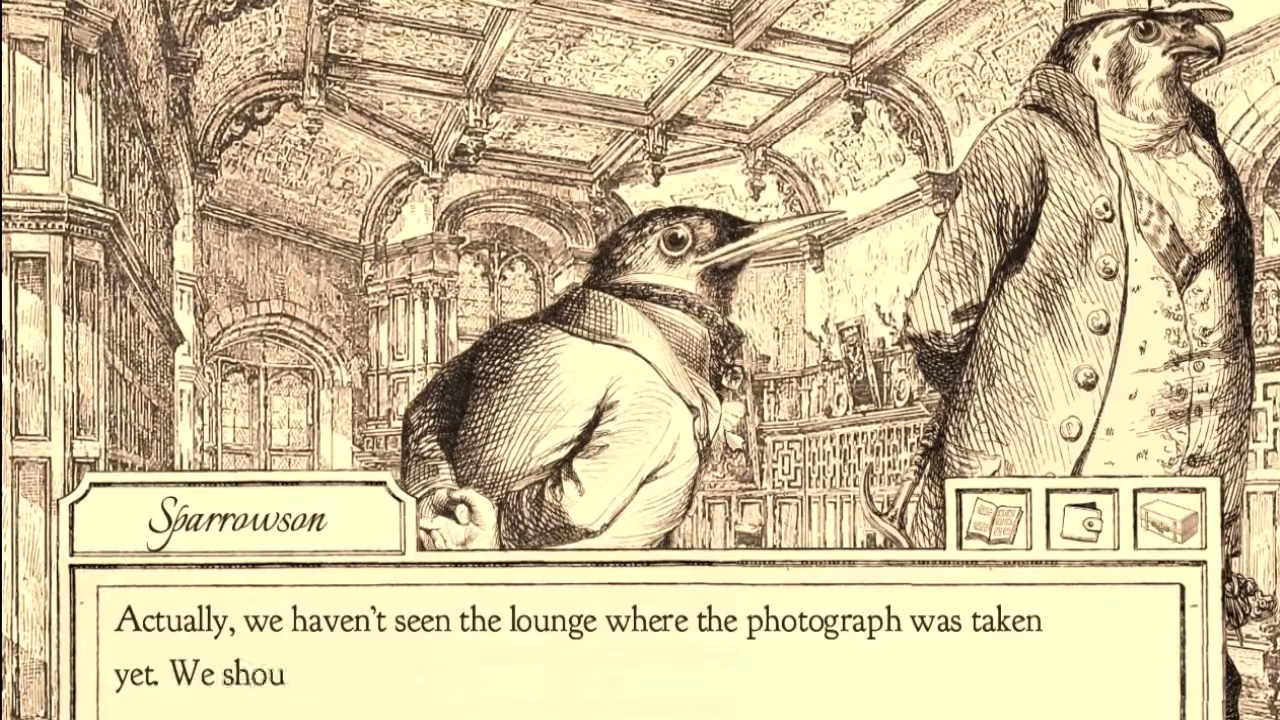 Sparrowson
Actually, we haven't seen the lounge where the photograph was taken
yet. We shou